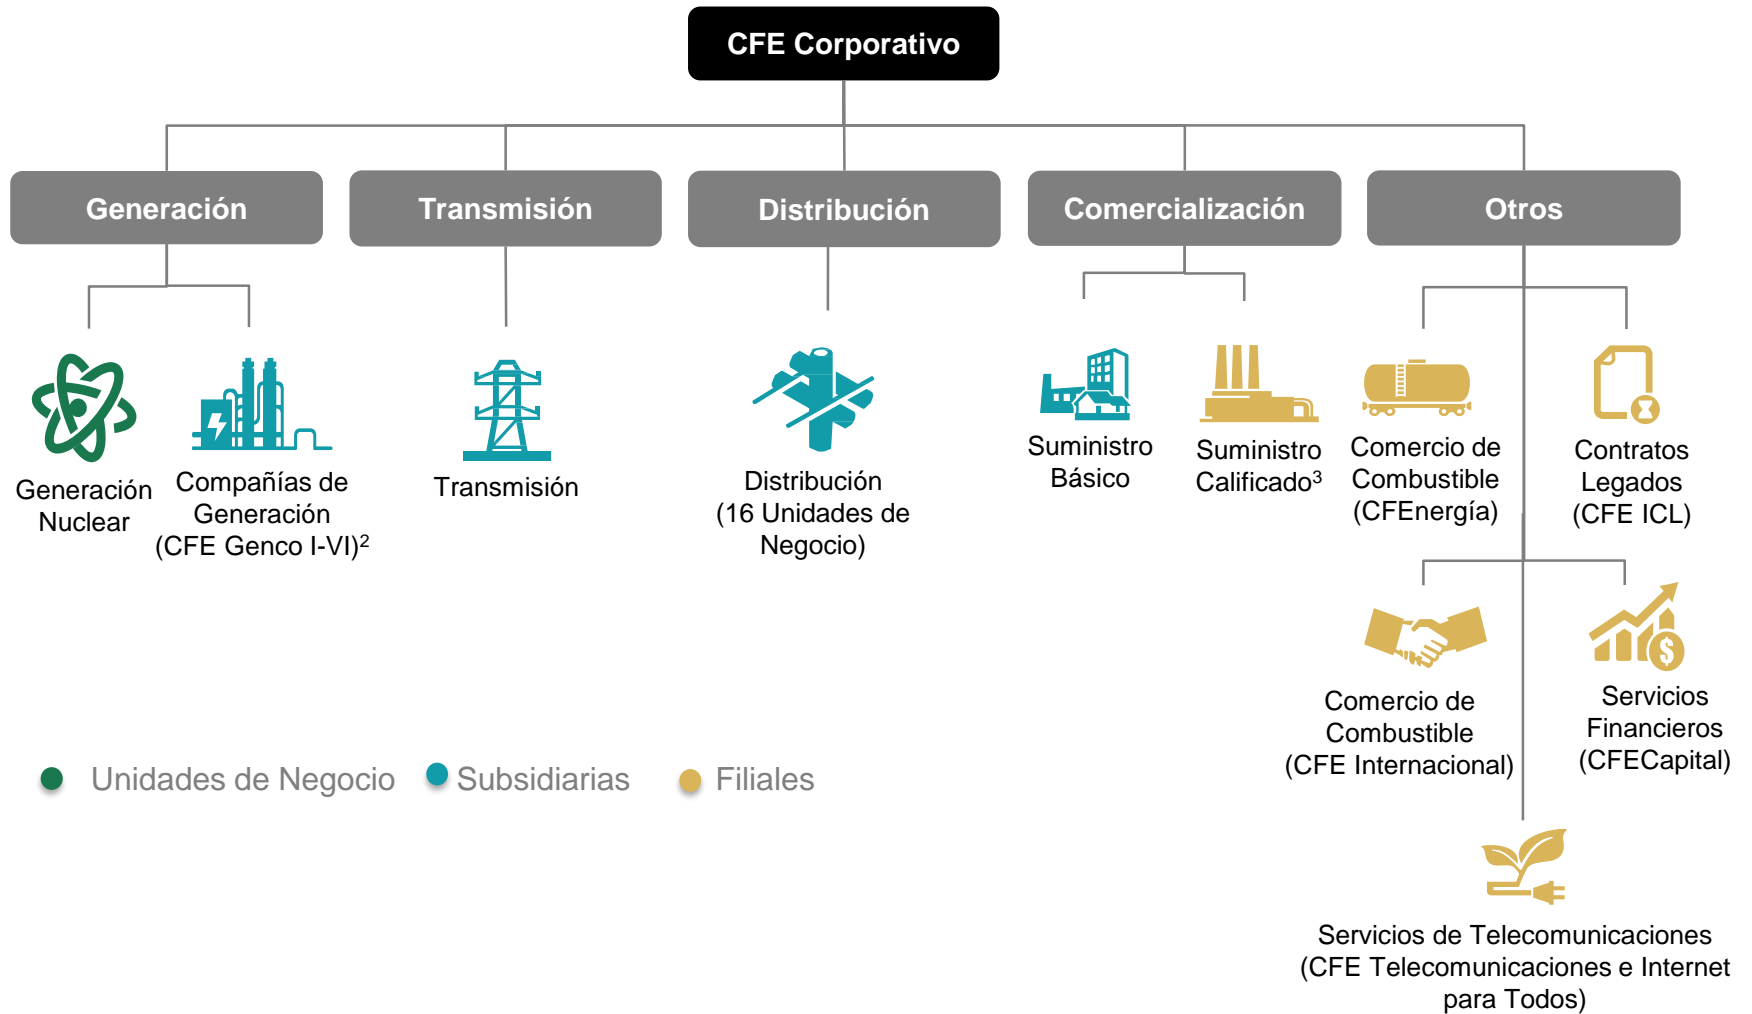 CFE Corporativo
Generación
Transmisión
Distribución
Comercialización
Otros
Generación
Nuclear
Compañías de
Generación
(CFE Genco I-VI)²
Transmisión
Distribución
(16 Unidades de
Negocio)
Suministro
Básico
Suministro
Calificado³
Comercio de
Combustible
(CFEnergía)
Contratos
Legados
(CFE ICL)
Comercio de
Combustible
(CFE Internacional)
$
Servicios
Financieros
(CFECapital)
Unidades de Negocio
Subsidiarias
Filiales
Servicios de Telecomunicaciones
(CFE Telecomunicaciones e Internet
para Todos)